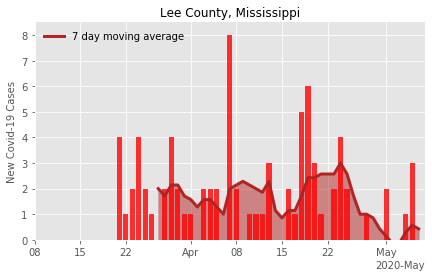 Lee County, Mississippi
7 day moving average
New Covid-19 Cases
8
7
6
5
4
3
2
1
0
08 15 22 Apr 08 15 22 May
2020-May